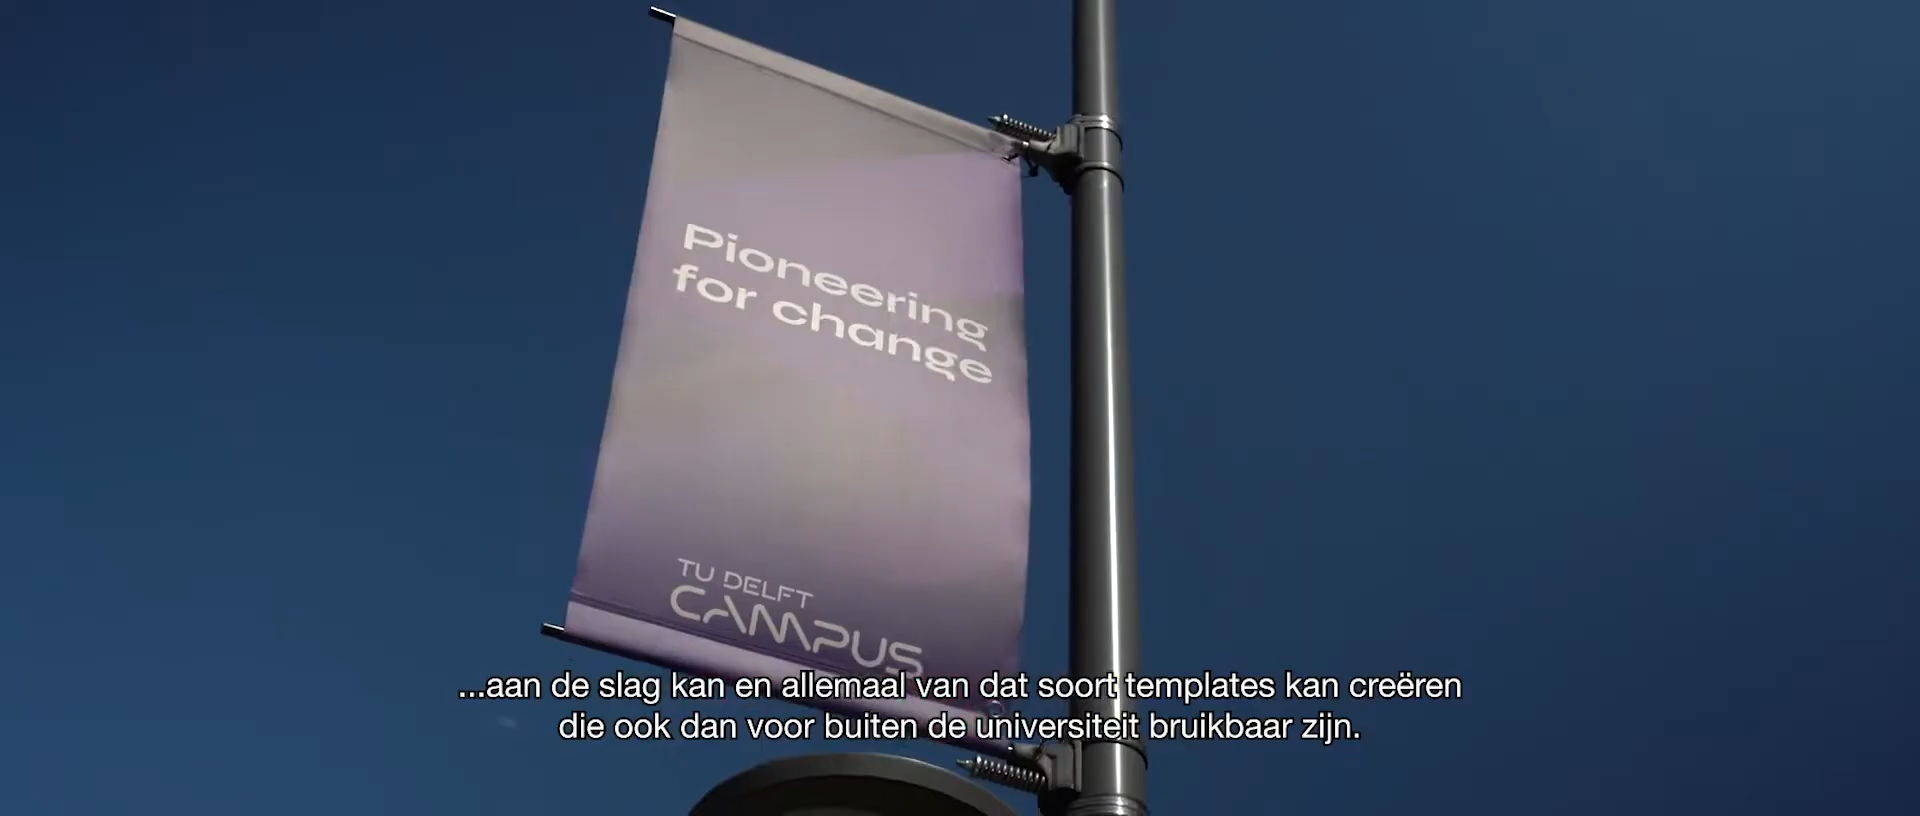 Pioneering
for change
TU DELFT
CAMPUS
...aan de slag kan en allemaal van dat soort templates kan creëren
die ook dan voor buiten de universiteit bruikbaar zijn.